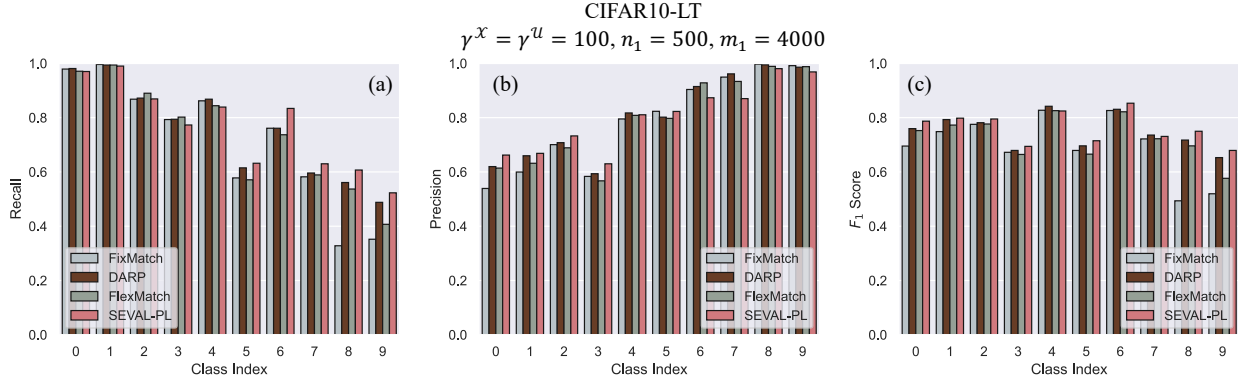 CIFAR10-LT
γˣ = γᵘ = 100, n₁ = 500, m₁ = 4000
(a)
Recall
1.0
0.8
0.6
0.4
0.2
0.0
FixMatch
DARP
FlexMatch
SEVAL-PL
0 1 2 3 4 5 6 7 8 9
Class Index
(b)
Precision
1.0
0.8
0.6
0.4
0.2
0.0
FixMatch
DARP
FlexMatch
SEVAL-PL
0 1 2 3 4 5 6 7 8 9
Class Index
(c)
F₁ Score
1.0
0.8
0.6
0.4
0.2
0.0
FixMatch
DARP
FlexMatch
SEVAL-PL
0 1 2 3 4 5 6 7 8 9
Class Index